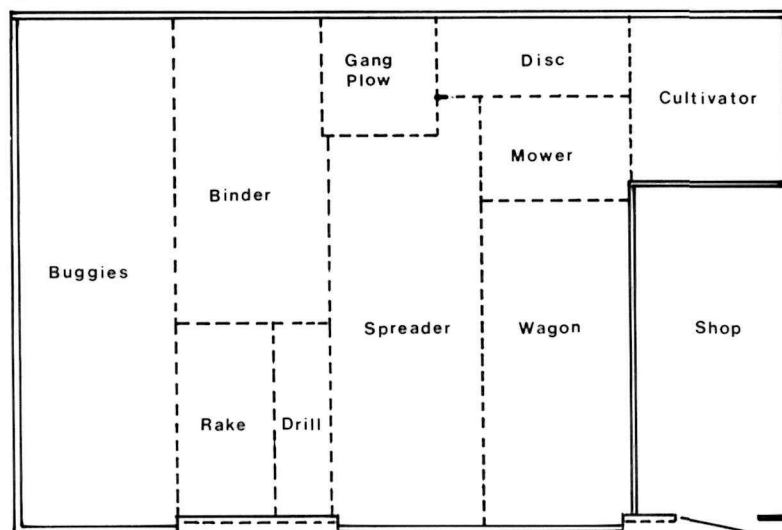 Gang
Plow
Disc
Cultivator
Mower
Binder
Buggies
Spreader
Wagon
Shop
Rake
Drill